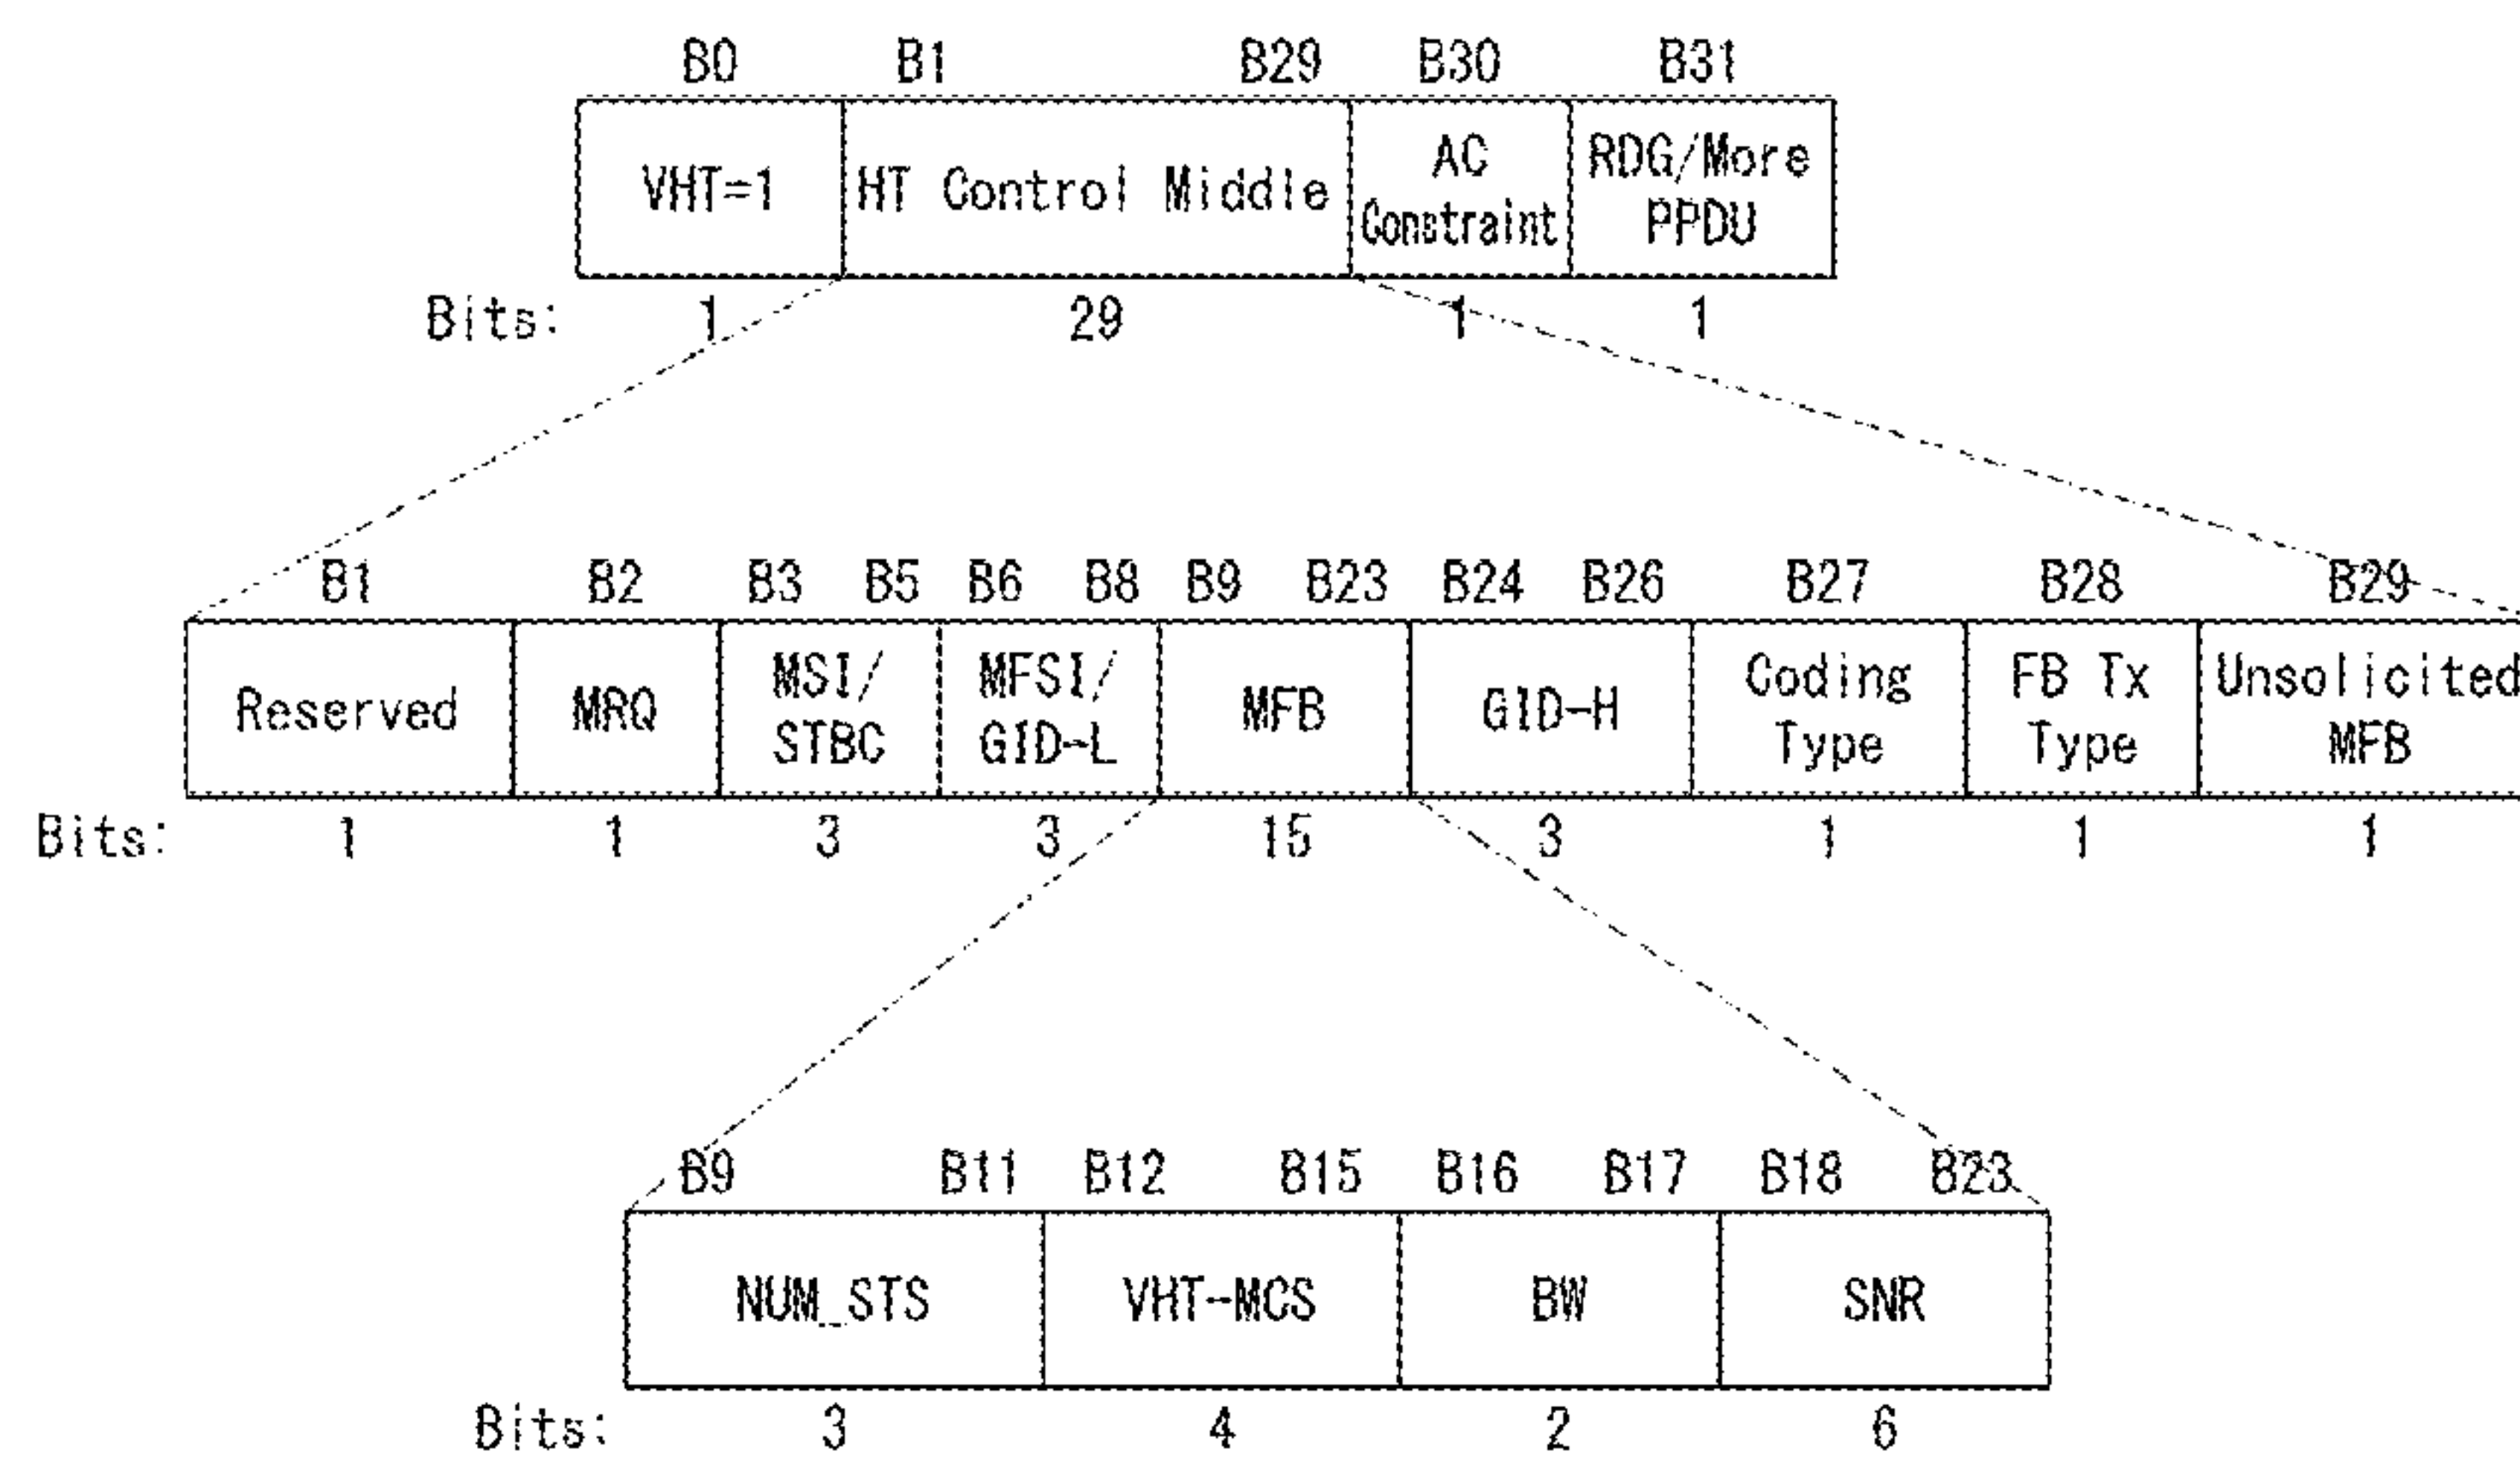 B0 B1 B29 B30 B31
VHT=1 HT Control Middle AC Constraint RDG/More PPDU
Bits: 1 29 1 1
B1 B2 B3 B5 B6 B8 B9 B23 B24 B26 B27 B28 B29
Reserved MRQ MSI/ STBC MFSI/ GID-L MFB GID-H Coding Type FB Tx Type Unsolicited MFB
Bits: 1 1 3 3 15 3 1 1 1
B9 B11 B12 B15 B16 B17 B18 B23
NUM_STS VHT-MCS BW SNR
Bits: 3 4 2 6